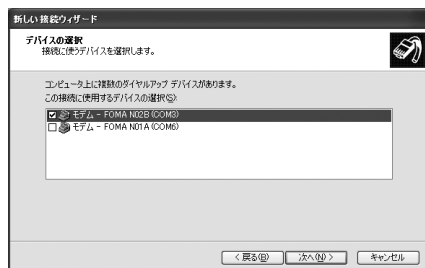 新しい接続ウィザード
デバイスの選択
接続に使うデバイスを選択します。
コンピュータ上に複数のダイヤルアップ デバイスがあります。
この接続に使用するデバイスの選択(S):
モデム - FOMA N02B (COM3)
モデム - FOMA N01A (COM6)
< 戻る(B)
次へ(N) >
キャンセル